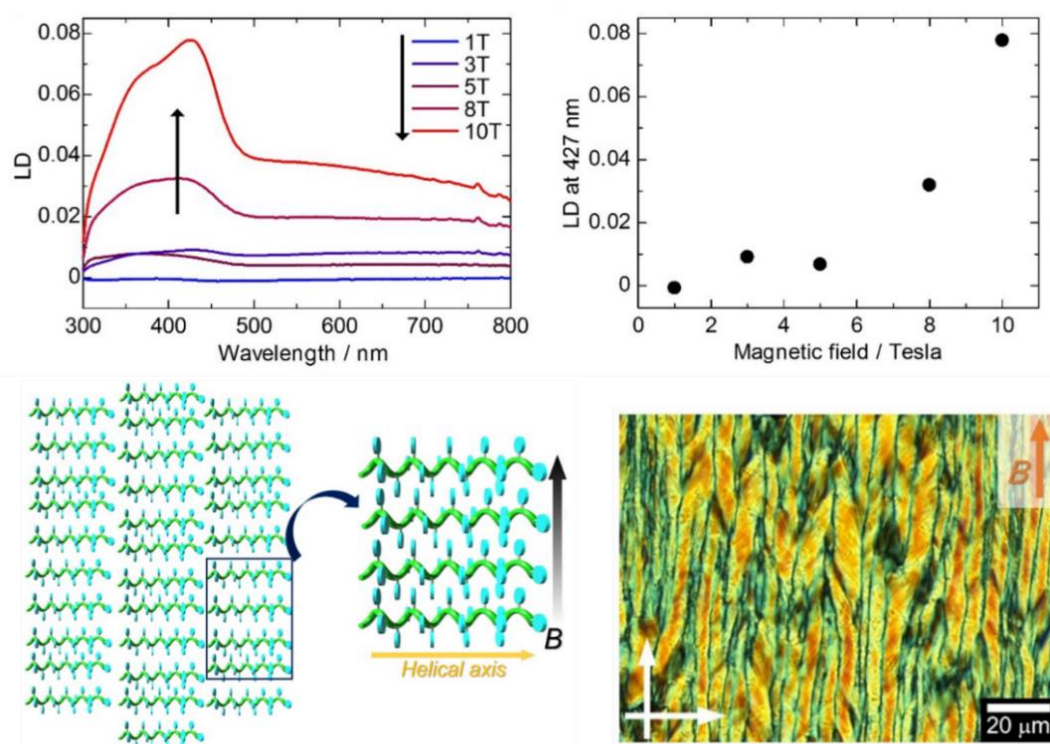 0.08
0.06
0.04
0.02
0
LD
300
400
500
600
700
800
Wavelength / nm
1T
3T
5T
8T
10T
0.08
0.06
0.04
0.02
0
LD at 427 nm
0
2
4
6
8
10
Magnetic field / Tesla
B
Helical axis
B
20 μm